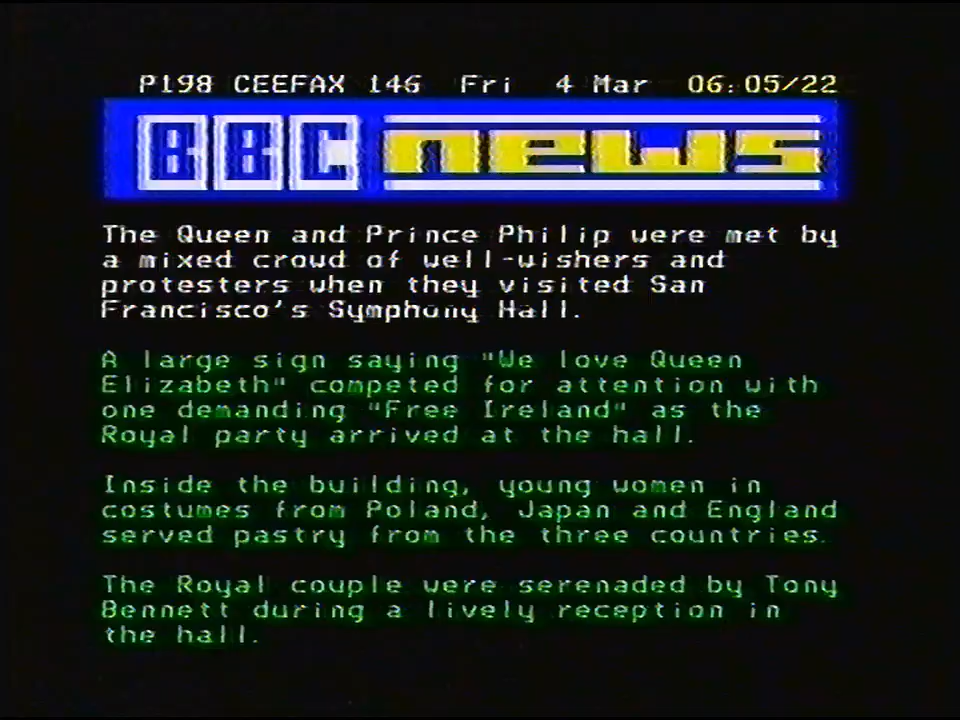 P198 CEEFAX 146 Fri 4 Mar 06:05/22
BBC news
The Queen and Prince Philip were met by
a mixed crowd of well-wishers and
protesters when they visited San
Francisco's Symphony Hall.
A large sign saying "We love Queen
Elizabeth" competed for attention with
one demanding "Free Ireland" as the
Royal party arrived at the hall.
Inside the building, young women in
costumes from Poland, Japan and England
served pastry from the three countries.
The Royal couple were serenaded by Tony
Bennett during a lively reception in
the hall.